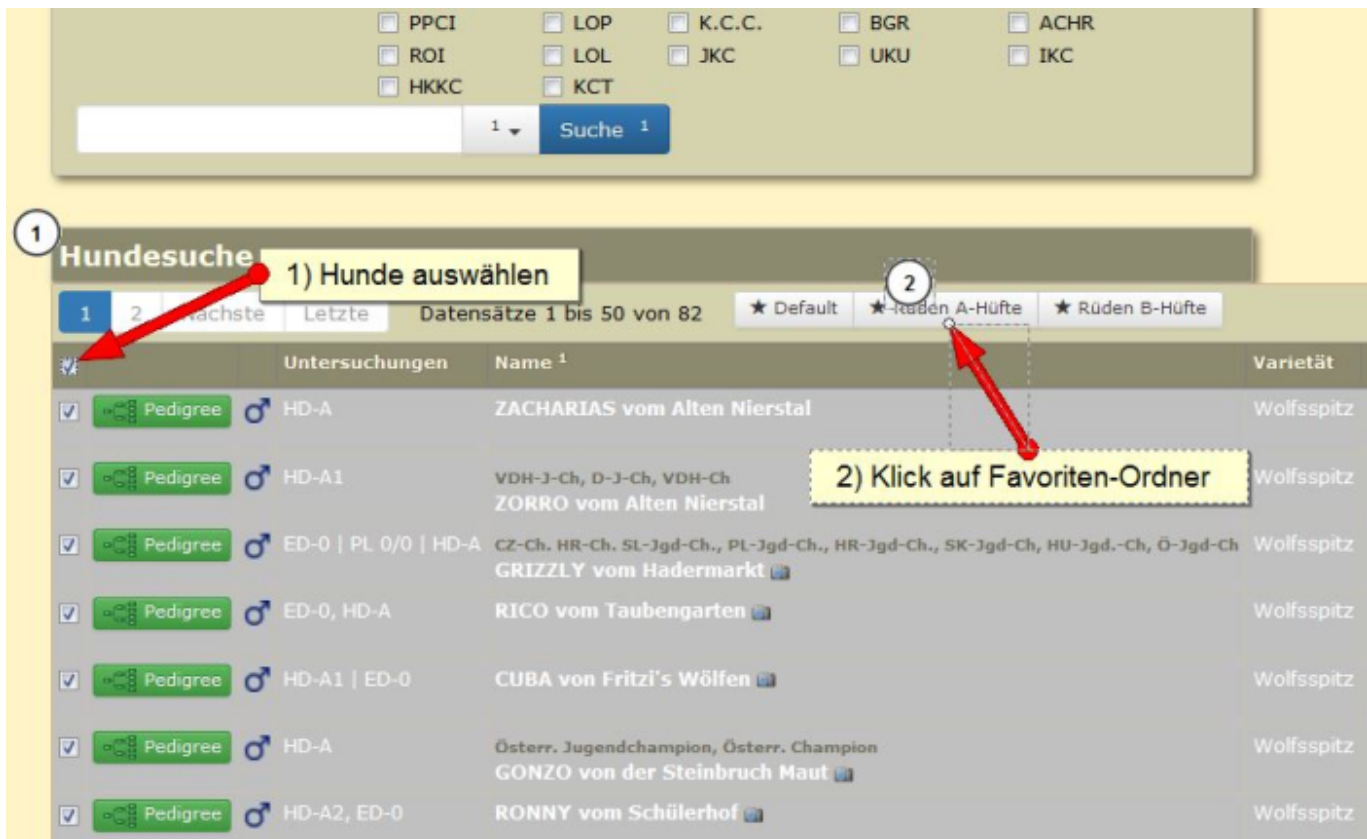 PPCI LOP K.C.C. BGR ACHR
ROI LOL JKC UKU IKC
HKKC KCT
1 Suche 1
1
Hundesuche
1) Hunde auswählen
2
1 2 Nächste Letzte Datensätze 1 bis 50 von 82 ★ Default ★ Rüden A-Hüfte ★ Rüden B-Hüfte
Untersuchungen Name 1 Varietät
Pedigree HD-A ZACHARIAS vom Alten Nierstal Wolfsspitz
2) Klick auf Favoriten-Ordner
Pedigree HD-A1 VDH-J-Ch, D-J-Ch, VDH-Ch Wolfsspitz
ZORRO vom Alten Nierstal
Pedigree ED-0 | PL 0/0 | HD-A CZ-Ch. HR-Ch. SL-Jgd-Ch., PL-Jgd-Ch., HR-Jgd-Ch., SK-Jgd-Ch, HU-Jgd.-Ch, Ö-Jgd-Ch Wolfsspitz
GRIZZLY vom Hadermarkt
Pedigree ED-0, HD-A RICO vom Taubengarten Wolfsspitz
Pedigree HD-A1 | ED-0 CUBA von Fritzi's Wölfen Wolfsspitz
Pedigree HD-A Österr. Jugendchampion, Österr. Champion Wolfsspitz
GONZO von der Steinbruch Maut
Pedigree HD-A2, ED-0 RONNY vom Schülerhof Wolfsspitz